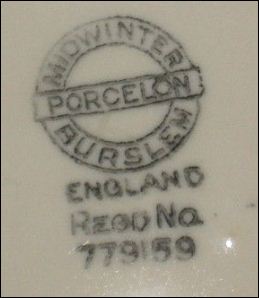 MIDWINTER
PORCELON
BURSLEM
ENGLAND
REGD NO.
779159